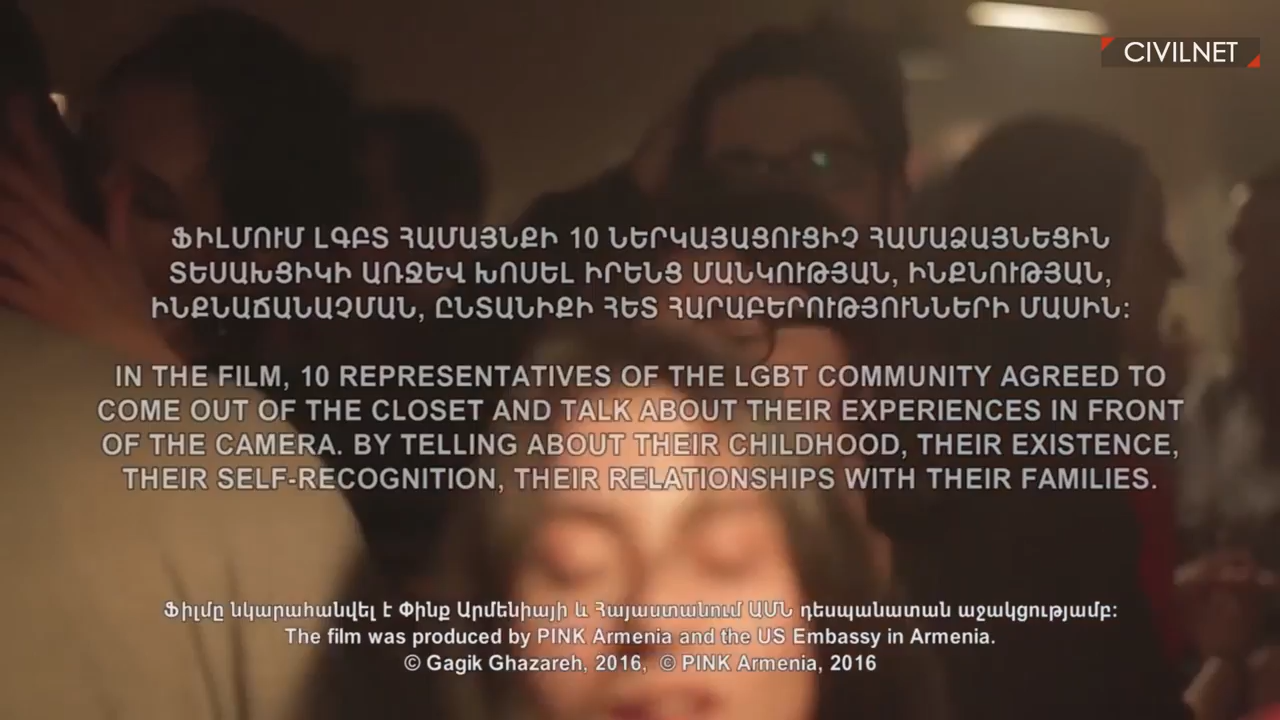 CIVILNET
ՖԻԼՄՈՒՄ ԼԳԲՏ ՀԱՄԱՅՆՔԻ 10 ՆԵՐԿԱՅԱՑՈՒՑԻՉ ՀԱՄԱՁԱՅՆԵՑԻՆ
ՏԵՍԱԽՑԻԿԻ ԱՌՋԵՎ ԽՈՍԵԼ ԻՐԵՆՑ ՄԱՆԿՈՒԹՅԱՆ, ԻՆՔՆՈՒԹՅԱՆ,
ԻՆՔՆԱՃԱՆԱՉՄԱՆ, ԸՆՏԱՆԻՔԻ ՀԵՏ ՀԱՐԱԲԵՐՈՒԹՅՈՒՆՆԵՐԻ ՄԱՍԻՆ:
IN THE FILM, 10 REPRESENTATIVES OF THE LGBT COMMUNITY AGREED TO
COME OUT OF THE CLOSET AND TALK ABOUT THEIR EXPERIENCES IN FRONT
OF THE CAMERA. BY TELLING ABOUT THEIR CHILDHOOD, THEIR EXISTENCE,
THEIR SELF-RECOGNITION, THEIR RELATIONSHIPS WITH THEIR FAMILIES.
Ֆիլմը նկարահանվել է Փինք Արմենիայի և Հայաստանում ԱՄՆ դեսպանատան աջակցությամբ:
The film was produced by PINK Armenia and the US Embassy in Armenia.
© Gagik Ghazareh, 2016, © PINK Armenia, 2016